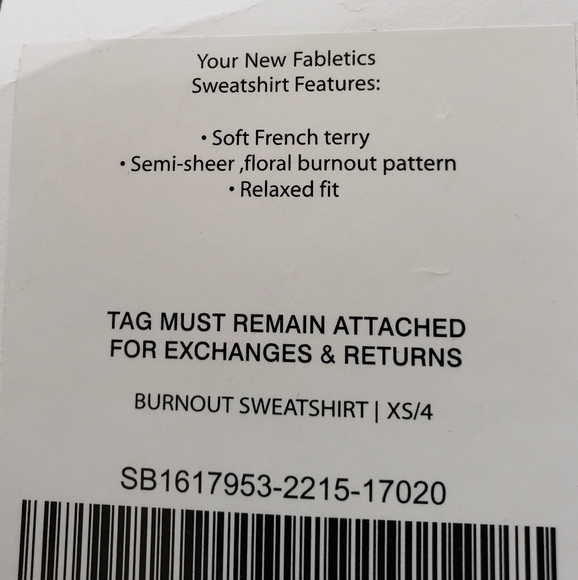 Your New Fabletics
Sweatshirt Features:
• Soft French terry
• Semi-sheer ,floral burnout pattern
• Relaxed fit
TAG MUST REMAIN ATTACHED
FOR EXCHANGES & RETURNS
BURNOUT SWEATSHIRT | XS/4
SB1617953-2215-17020